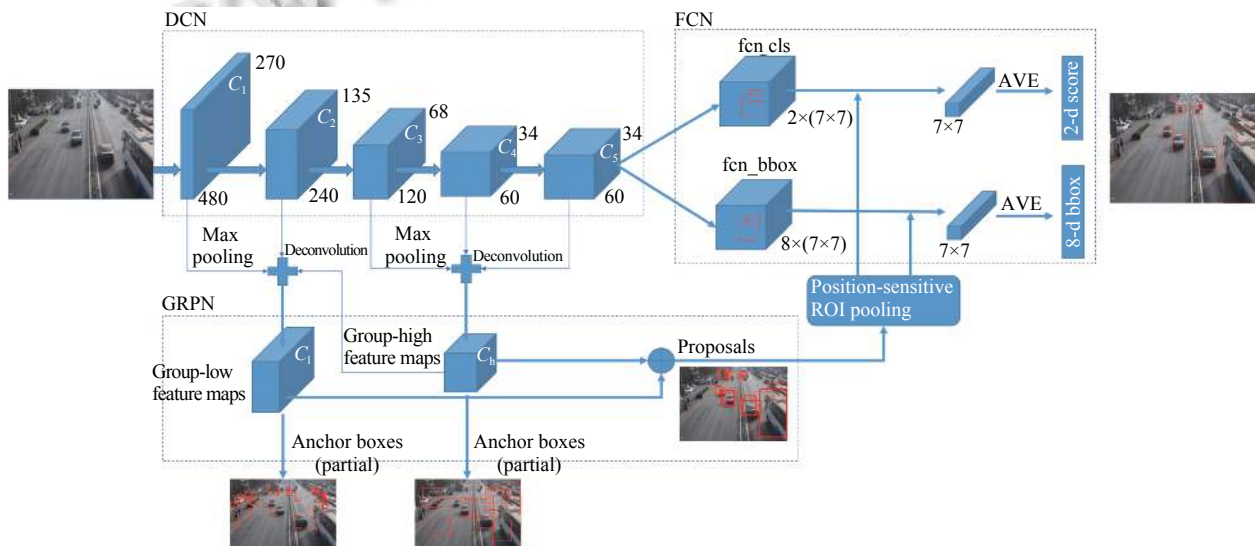 DCN
FCN
C1
270
480
C2
135
240
C3
68
120
C4
34
60
C5
34
60
fcn_cls
2×(7×7)
7×7
AVE
2-d score
fcn_bbox
8×(7×7)
7×7
AVE
8-d bbox
Max
pooling
Deconvolution
Max
pooling
Deconvolution
Position-sensitive
ROI pooling
GRPN
C1
Group-low
feature maps
Group-high
feature maps
Ch
Proposals
Anchor boxes
(partial)
Anchor boxes
(partial)